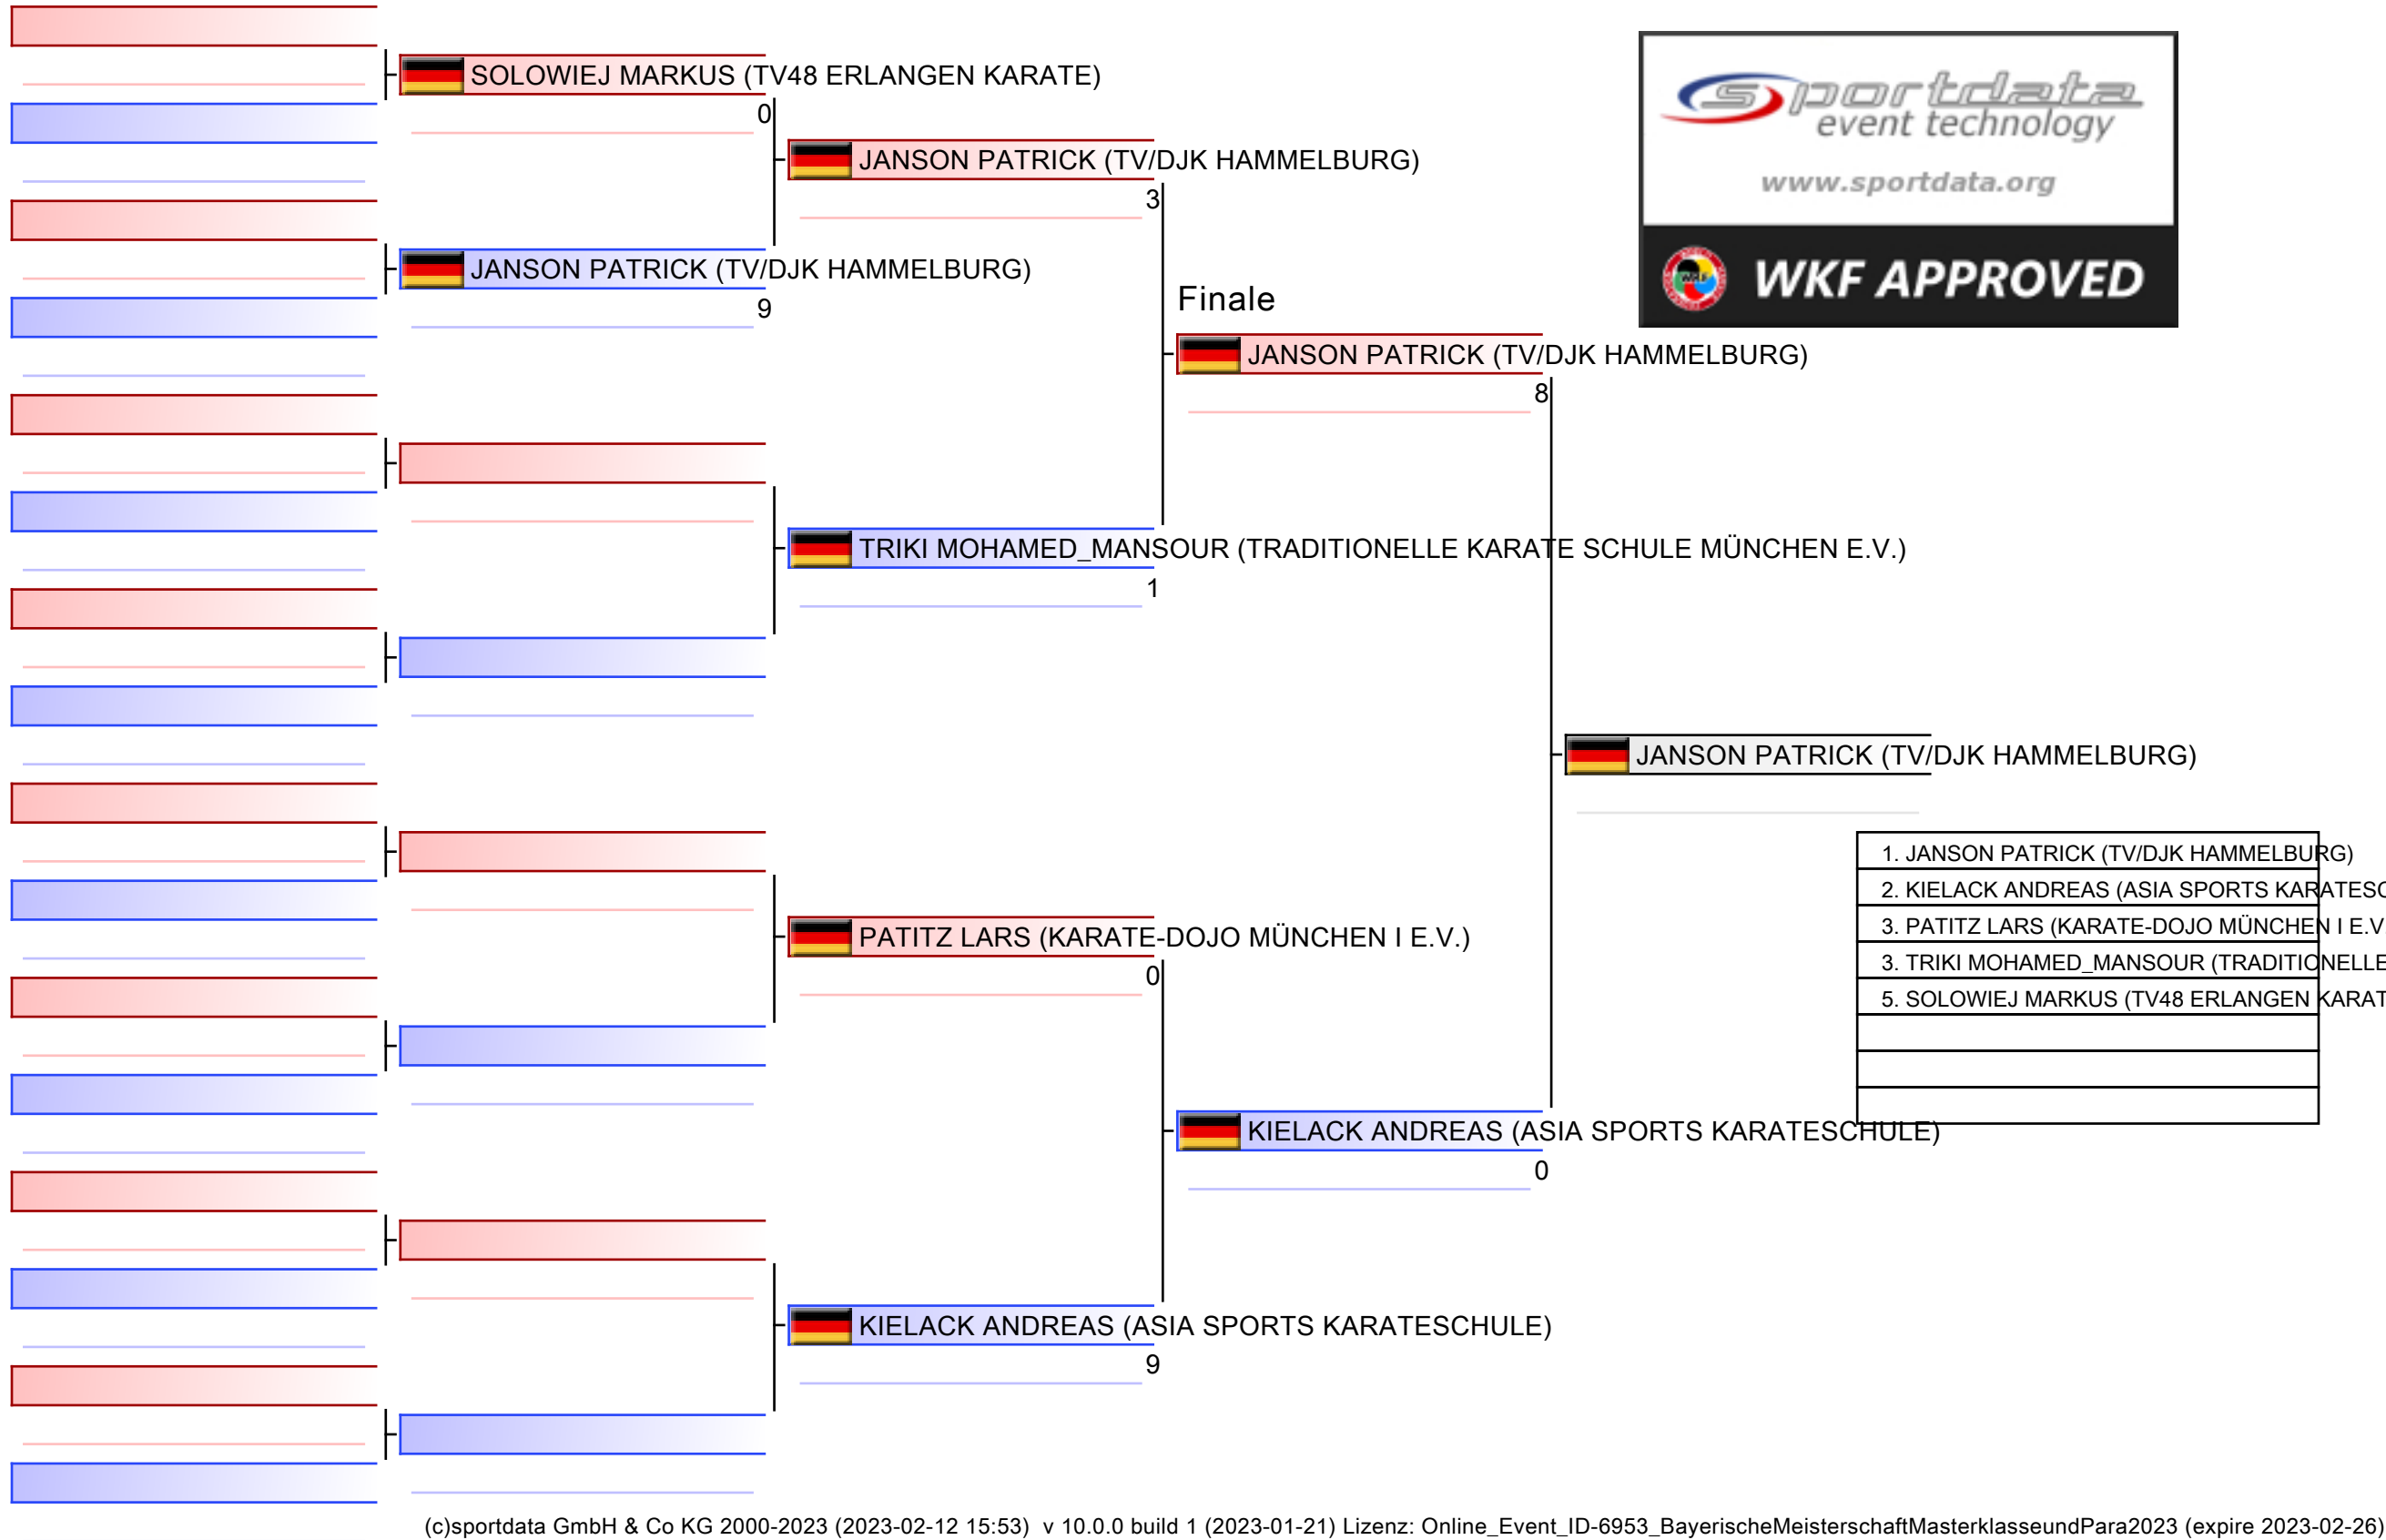 SOLOWIEJ MARKUS (TV48 ERLANGEN KARATE)
0
JANSON PATRICK (TV/DJK HAMMELBURG)
9
JANSON PATRICK (TV/DJK HAMMELBURG)
3
TRIKI MOHAMED_MANSOUR (TRADITIONELLE KARATE SCHULE MÜNCHEN E.V.)
1
PATITZ LARS (KARATE-DOJO MÜNCHEN I E.V.)
0
KIELACK ANDREAS (ASIA SPORTS KARATESCHULE)
9
Finale
JANSON PATRICK (TV/DJK HAMMELBURG)
8
KIELACK ANDREAS (ASIA SPORTS KARATESCHULE)
0
JANSON PATRICK (TV/DJK HAMMELBURG)
sportdata
event technology
www.sportdata.org
WKF
WKF APPROVED
1. JANSON PATRICK (TV/DJK HAMMELBURG)
2. KIELACK ANDREAS (ASIA SPORTS KARATESC
3. PATITZ LARS (KARATE-DOJO MÜNCHEN I E.V
3. TRIKI MOHAMED_MANSOUR (TRADITIONELLE
5. SOLOWIEJ MARKUS (TV48 ERLANGEN KARAT
(c)sportdata GmbH & Co KG 2000-2023 (2023-02-12 15:53) v 10.0.0 build 1 (2023-01-21) Lizenz: Online_Event_ID-6953_BayerischeMeisterschaftMasterklasseundPara2023 (expire 2023-02-26)